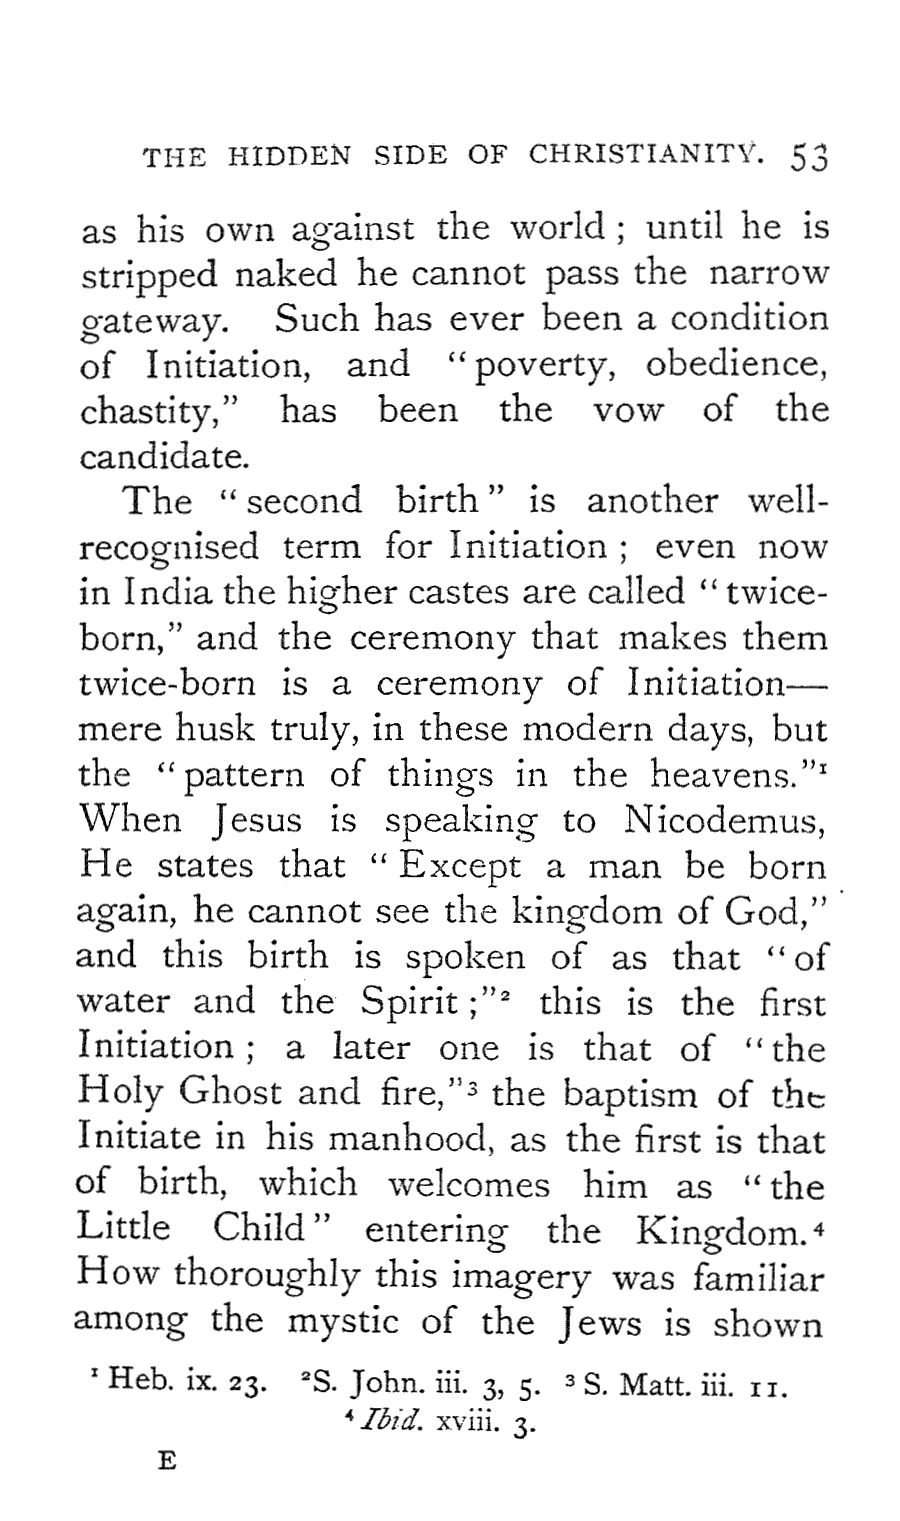 THE HIDDEN SIDE OF CHRISTIANITY. 53
as his own against the world ; until he is
stripped naked he cannot pass the narrow
gateway. Such has ever been a condition
of Initiation, and “ poverty, obedience,
chastity,” has been the vow of the
candidate.
The “ second birth ” is another well-
recognised term for Initiation ; even now
in India the higher castes are called “ twice-
born,” and the ceremony that makes them
twice-born is a ceremony of Initiation—
mere husk truly, in these modern days, but
the “ pattern of things in the heavens.”¹
When Jesus is speaking to Nicodemus,
He states that “ Except a man be born
again, he cannot see the kingdom of God,”
and this birth is spoken of as that “ of
water and the Spirit ;”² this is the first
Initiation ; a later one is that of “ the
Holy Ghost and fire,”³ the baptism of the
Initiate in his manhood, as the first is that
of birth, which welcomes him as “ the
Little Child ” entering the Kingdom.⁴
How thoroughly this imagery was familiar
among the mystic of the Jews is shown
¹ Heb. ix. 23. ²S. John. iii. 3, 5. ³ S. Matt. iii. 11.
⁴ Ibid. xviii. 3.
E